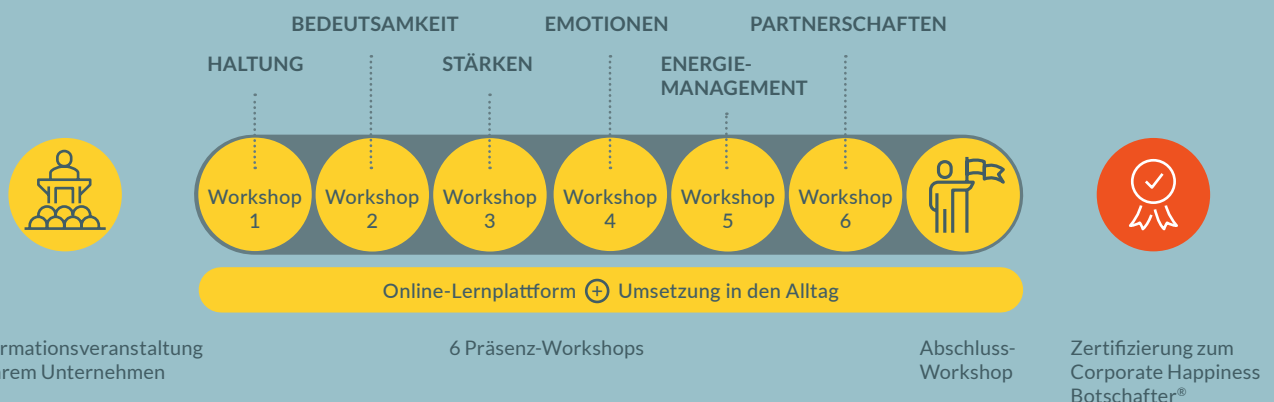 BEDEUTSAMKEIT
EMOTIONEN
PARTNERSCHAFTEN
HALTUNG
STÄRKEN
ENERGIE-
MANAGEMENT
Workshop
1
Workshop
2
Workshop
3
Workshop
4
Workshop
5
Workshop
6
Online-Lernplattform + Umsetzung in den Alltag
rmationsveranstaltung
rem Unternehmen
6 Präsenz-Workshops
Abschluss-
Workshop
Zertifizierung zum
Corporate Happiness
Botschafter®